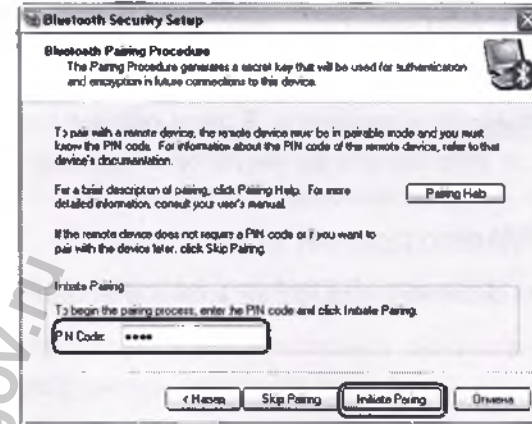 Bluetooth Security Setup
Bluetooth Pairing Procedure
The Pairing Procedure generates a secret key that will be used for authentication
and encryption in future connections to this device.
To pair with a remote device, the remote device must be in pairable mode and you must
know the PIN code. For information about the PIN code of the remote device, refer to that
device's documentation.
For a brief description of pairing, click Pairing Help. For more
detailed information, consult your user's manual.
Pairing Help
If the remote device does not require a PIN code or if you want to
pair with the device later, click Skip Pairing.
Initiate Pairing
To begin the pairing process, enter the PIN code and click Initiate Pairing.
PIN Code: ••••
< Назад Skip Pairing Initiate Pairing Отмена
ov.ru